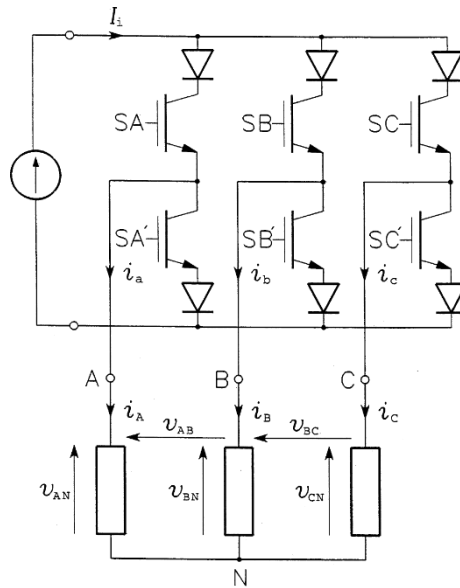 I_i
SA SB SC
SA′ SB′ SC′
i_a i_b i_c
A B C
i_A i_B i_C
v_AB v_BC
v_AN v_BN v_CN
N